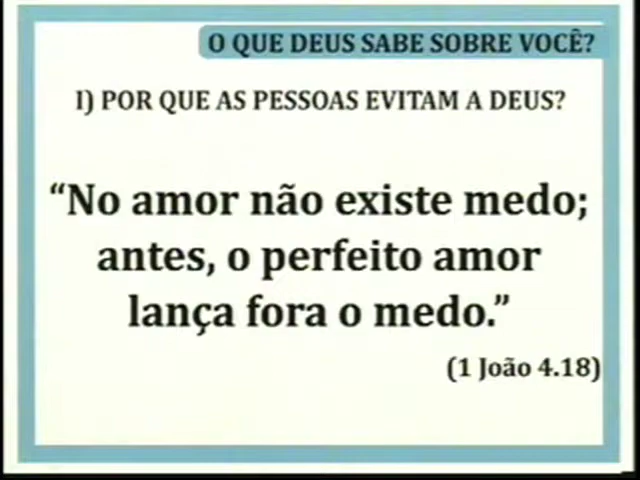 O QUE DEUS SABE SOBRE VOCÊ?
I) POR QUE AS PESSOAS EVITAM A DEUS?
“No amor não existe medo;
antes, o perfeito amor
lança fora o medo.”
(1 João 4.18)